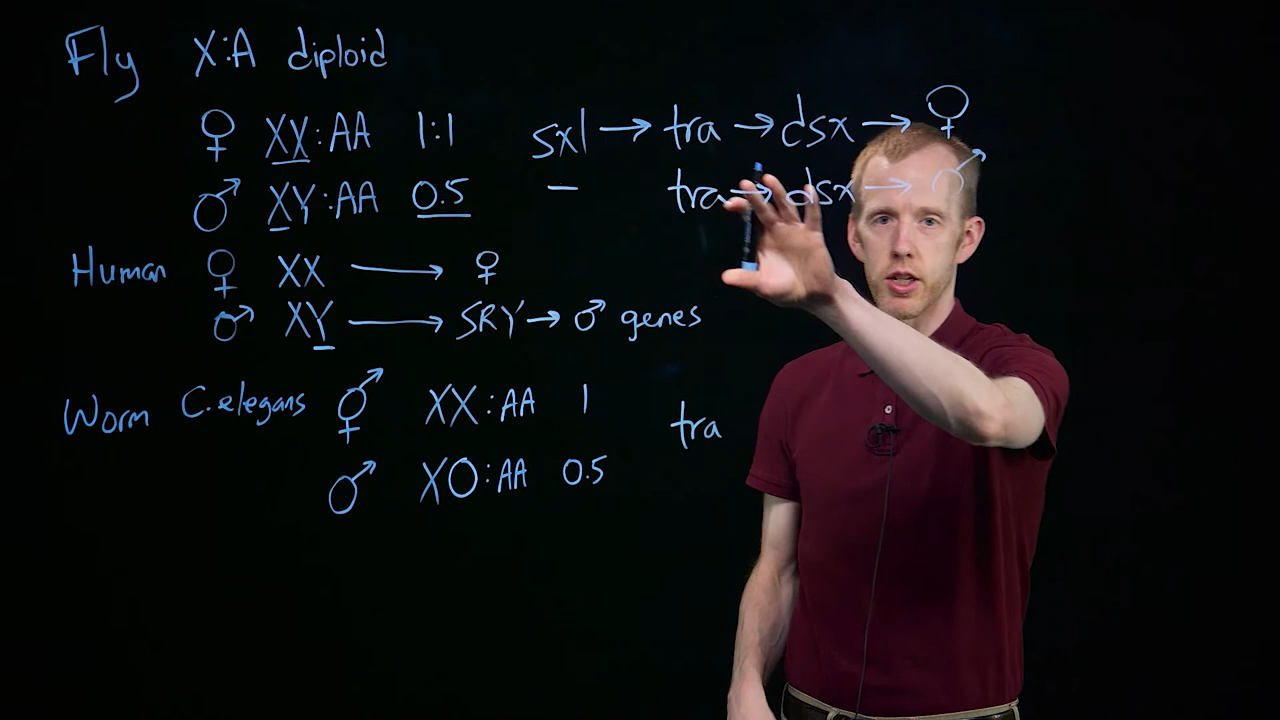 Fly X:A diploid
♀ XX:AA 1:1 sxl → tra → dsx → ♀
♂ XY:AA 0.5 — tra → dsx → ♂
Human ♀ XX → ♀
♂ XY → SRY → ♂ genes
Worm C.elegans ⚥ XX:AA 1 tra
♂ XO:AA 0.5